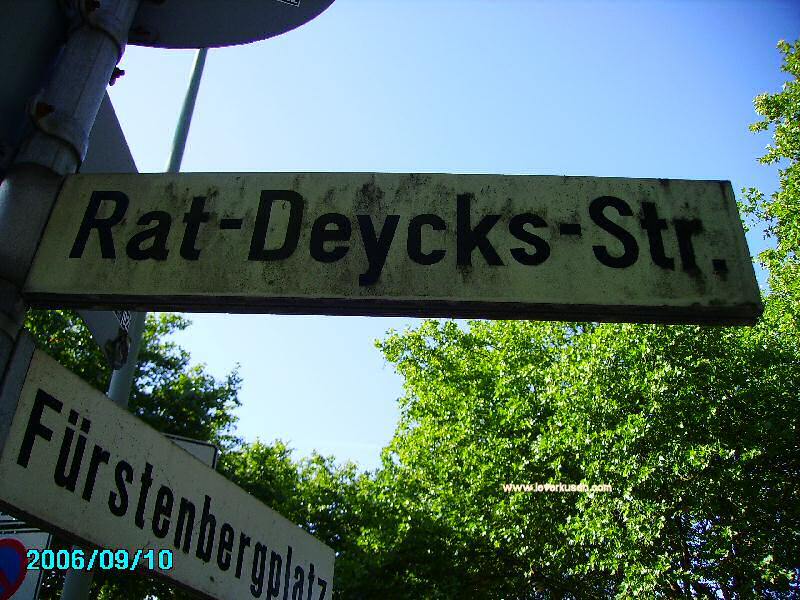 Rat-Deycks-Str.
Fürstenbergplatz
www.leverkusen.com
2006/09/10